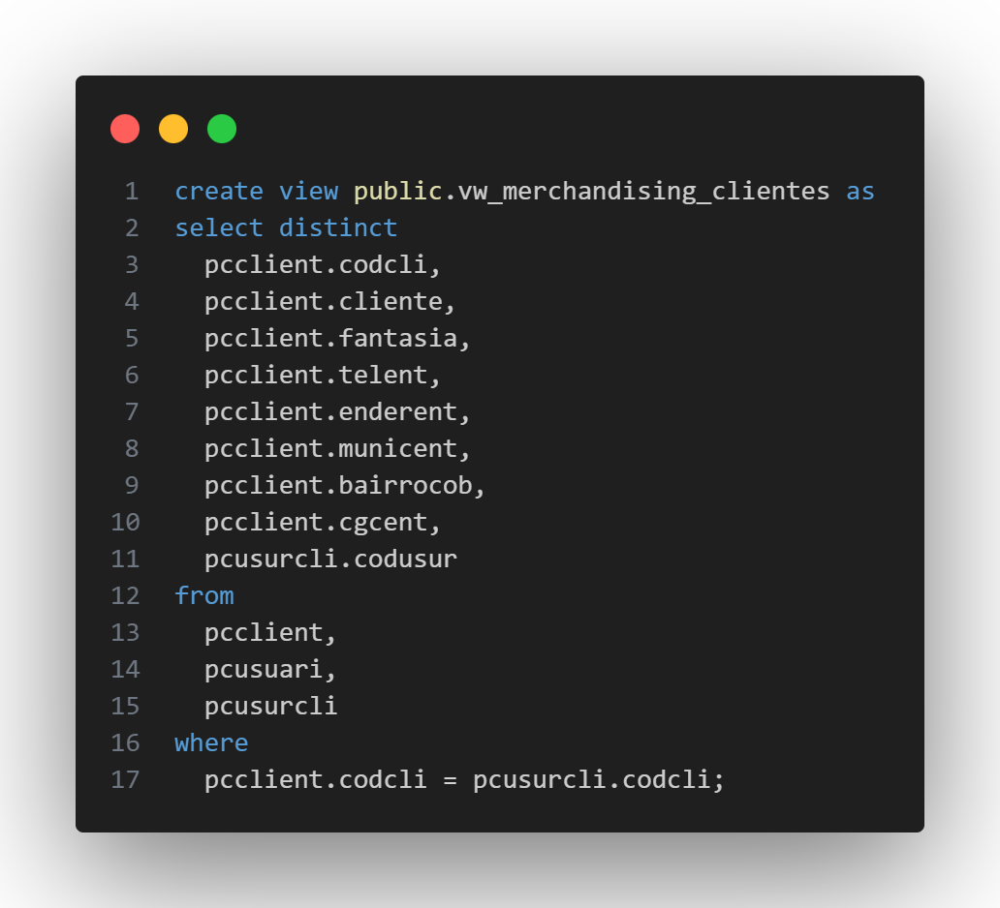 1 create view public.vw_merchandising_clientes as
2 select distinct
3   pcclient.codcli,
4   pcclient.cliente,
5   pcclient.fantasia,
6   pcclient.telent,
7   pcclient.enderent,
8   pcclient.municent,
9   pcclient.bairrocob,
10   pcclient.cgcent,
11   pcusurcli.codusur
12 from
13   pcclient,
14   pcusuari,
15   pcusurcli
16 where
17   pcclient.codcli = pcusurcli.codcli;